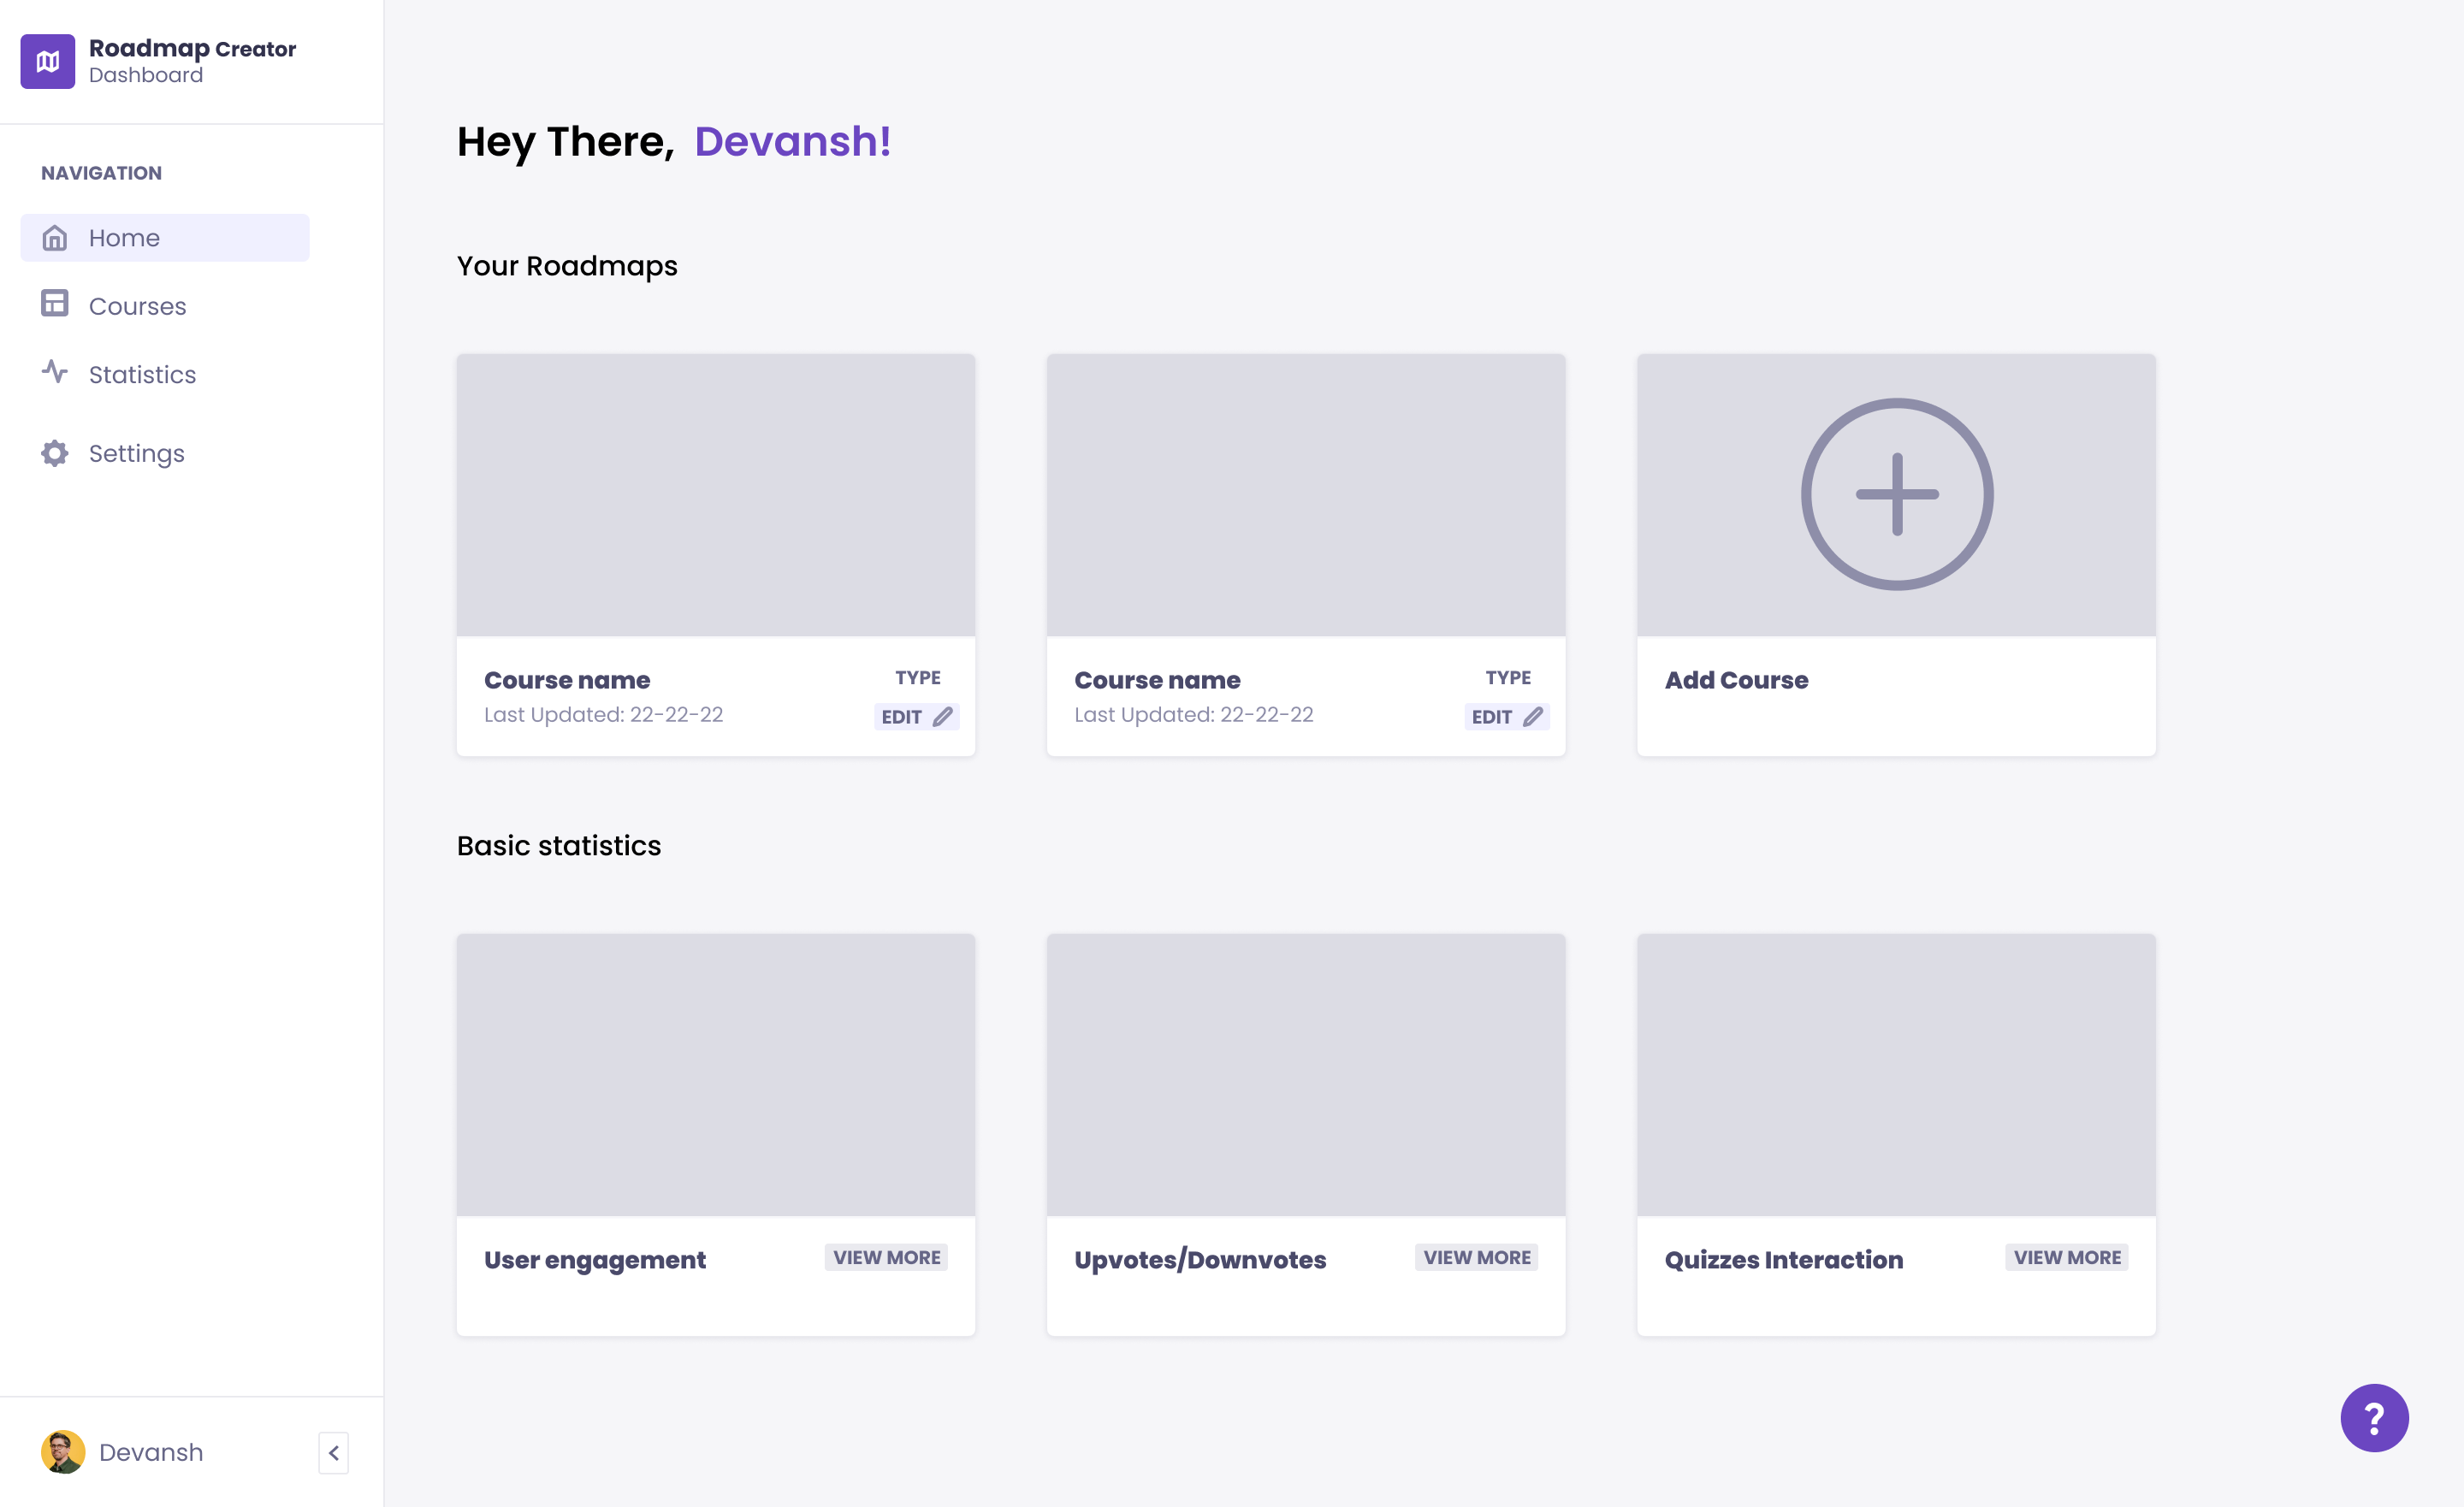 Roadmap Creator
Dashboard
NAVIGATION
Home
Courses
Statistics
Settings
Devansh
Hey There, Devansh!
Your Roadmaps
Course name
TYPE
Last Updated: 22-22-22
EDIT
Course name
TYPE
Last Updated: 22-22-22
EDIT
Add Course
Basic statistics
User engagement
VIEW MORE
Upvotes/Downvotes
VIEW MORE
Quizzes Interaction
VIEW MORE
?